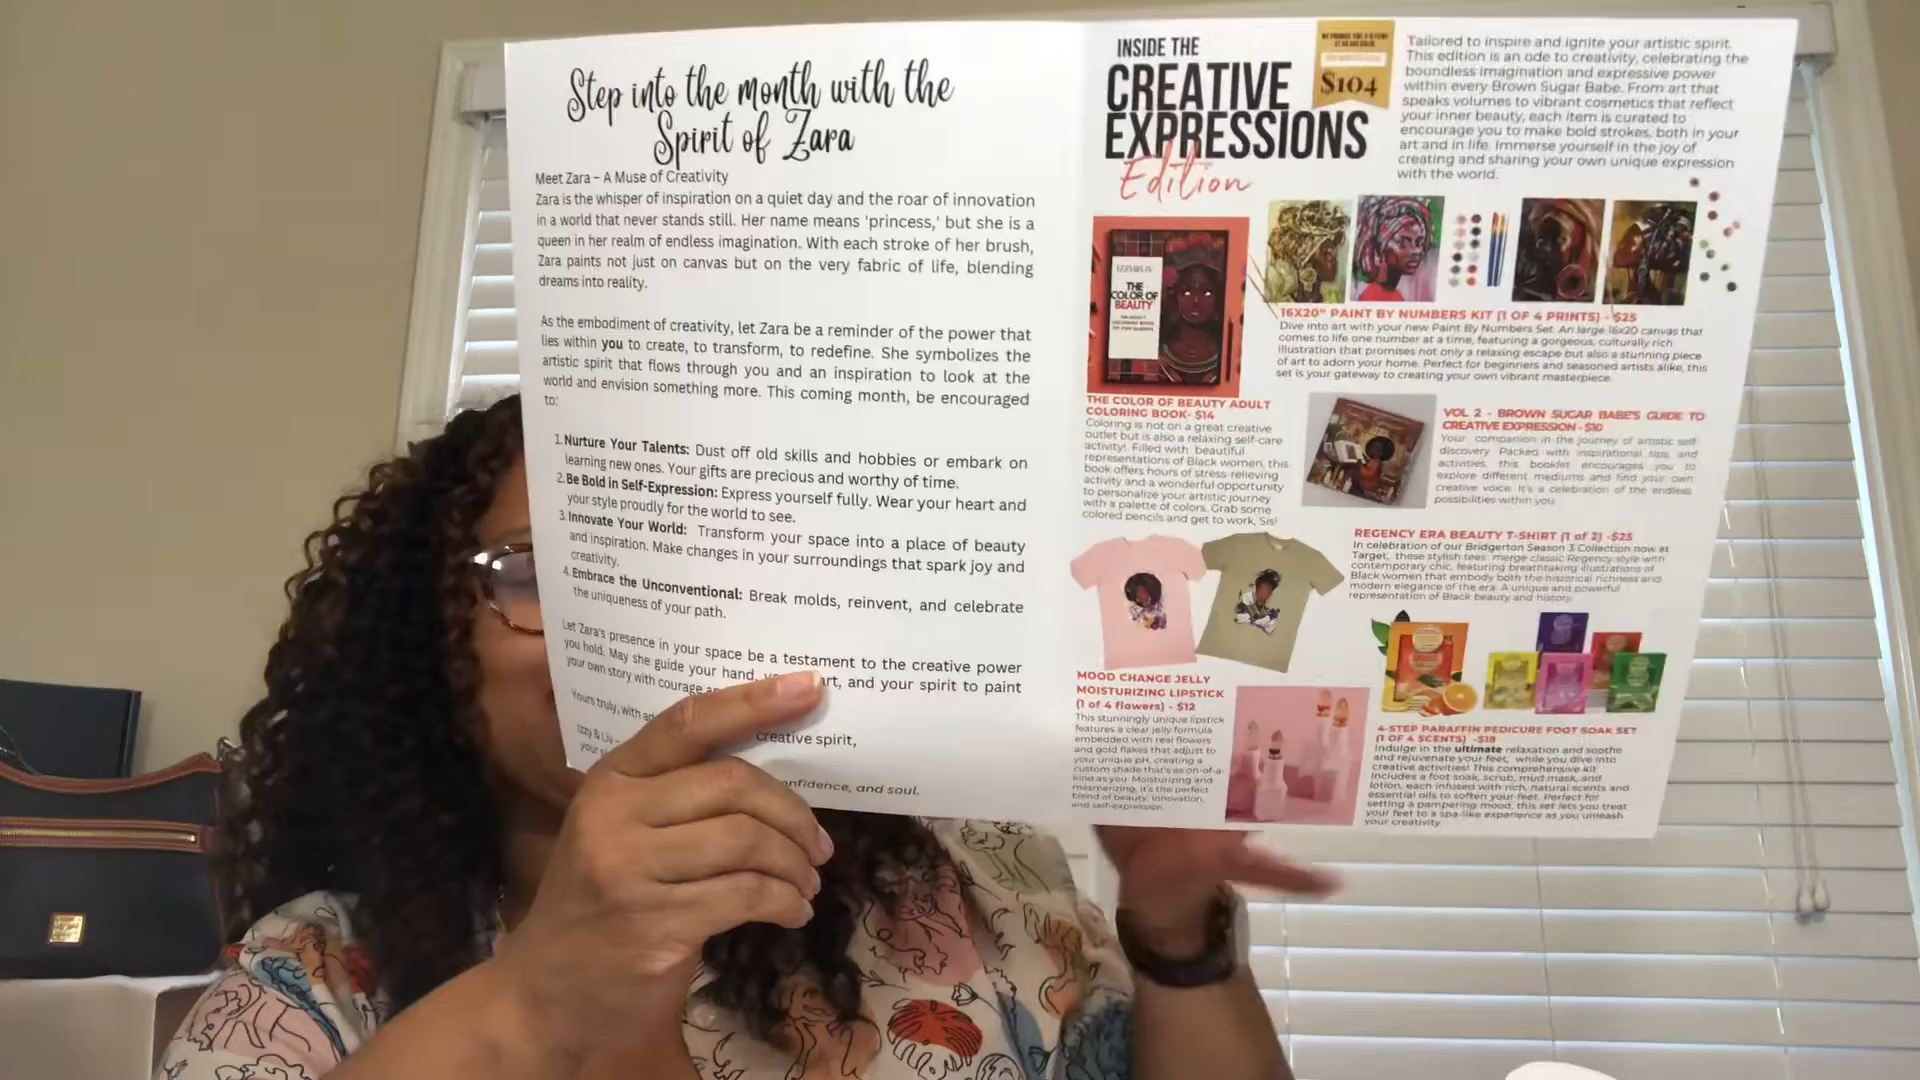 Step into the month with the
Spirit of Zara
Meet Zara – A Muse of Creativity
Zara is the whisper of inspiration on a quiet day and the roar of innovation
in a world that never stands still. Her name means 'princess,' but she is a
queen in her realm of endless imagination. With each stroke of her brush,
Zara paints not just on canvas but on the very fabric of life, blending
dreams into reality.
As the embodiment of creativity, let Zara be a reminder of the power that
lies within you to create, to transform, to redefine. She symbolizes the
artistic spirit that flows through you and an inspiration to look at the
world and envision something more. This coming month, be encouraged
to:
1. Nurture Your Talents: Dust off old skills and hobbies or embark on
learning new ones. Your gifts are precious and worthy of time.
2. Be Bold in Self-Expression: Express yourself fully. Wear your heart and
your style proudly for the world to see.
3. Innovate Your World: Transform your space into a place of beauty
and inspiration. Make changes in your surroundings that spark joy and
creativity.
4. Embrace the Unconventional: Break molds, reinvent, and celebrate
the uniqueness of your path.
Let Zara's presence in your space be a testament to the creative power
you hold. May she guide your hand, art, and your spirit to paint
your own story with courage
Yours truly, with
creative spirit,
Izzy & Liv –
your confidence, and soul.
INSIDE THE
CREATIVE
EXPRESSIONS
Edition
$104
Tailored to inspire and ignite your artistic spirit.
This edition is an ode to creativity, celebrating the
boundless imagination and expressive power
within every Brown Sugar Babe. From art that
speaks volumes to vibrant cosmetics that reflect
your inner beauty, each item is curated to
encourage you to make bold strokes, both in your
art and in life. Immerse yourself in the joy of
creating and sharing your own unique expression
with the world.
THE
COLOR OF
BEAUTY
16X20" PAINT BY NUMBERS KIT (1 OF 4 PRINTS) - $25
Dive into art with your new Paint By Numbers Set. An large 16x20 canvas that
comes to life one number at a time, featuring a gorgeous, culturally rich
illustration that promises not only a relaxing escape but also a stunning piece
of art to adorn your home. Perfect for beginners and seasoned artists alike, this
set is your gateway to creating your own vibrant masterpiece.
THE COLOR OF BEAUTY ADULT
COLORING BOOK- $14
Coloring is not on a great creative
outlet but is also a relaxing self-care
activity!. Filled with beautiful
representations of Black women, this
book offers hours of stress-relieving
activity and a wonderful opportunity
to personalize your artistic journey
with a palette of colors. Grab some
colored pencils and get to work, Sis!
VOL 2 - BROWN SUGAR BABE'S GUIDE TO
CREATIVE EXPRESSION - $10
Your companion in the journey of artistic self
discovery. Packed with inspirational tips and
activities, this booklet encourages you to
explore different mediums and find your own
creative voice. It's a celebration of the endless
possibilities within you.
REGENCY ERA BEAUTY T-SHIRT (1 of 2) -$25
In celebration of our Bridgerton Season 3 Collection now at
Target, these stylish tees merge classic Regency style with
contemporary chic, featuring breathtaking illustrations of
Black women that embody both the historical richness and
modern elegance of the era. A unique and powerful
representation of Black beauty and history.
MOOD CHANGE JELLY
MOISTURIZING LIPSTICK
(1 of 4 flowers) - $12
This stunningly unique lipstick
features a clear jelly formula
embedded with real flowers
and gold flakes that adjust to
your unique pH, creating a
custom shade that's as on-of-a-
kind as you. Moisturizing and
mesmerizing, it's the perfect
blend of beauty, innovation,
and self-expression.
4-STEP PARAFFIN PEDICURE FOOT SOAK SET
(1 OF 4 SCENTS) -$18
Indulge in the ultimate relaxation and soothe
and rejuvenate your feet, while you dive into
creative activities! This comprehensive kit
includes a foot soak, scrub, mud mask, and
lotion, each infused with rich, natural scents and
essential oils to soften your feet. Perfect for
setting a pampering mood, this set lets you treat
your feet to a spa-like experience as you unleash
your creativity.